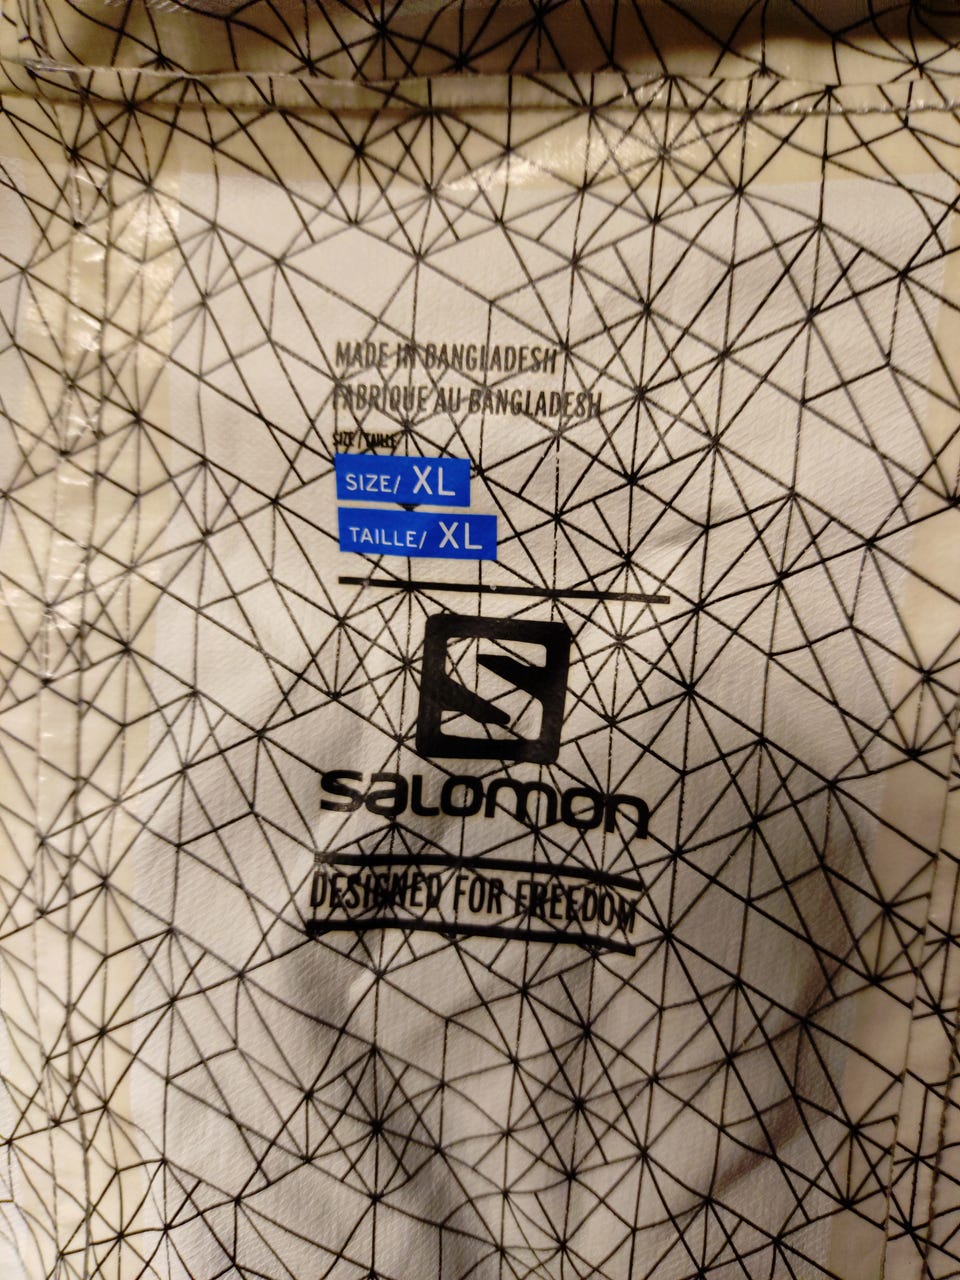 MADE IN BANGLADESH
FABRIQUE AU BANGLADESH
SIZE / TAILLE
SIZE/ XL
TAILLE/ XL
SALOMON
DESIGNED FOR FREEDOM